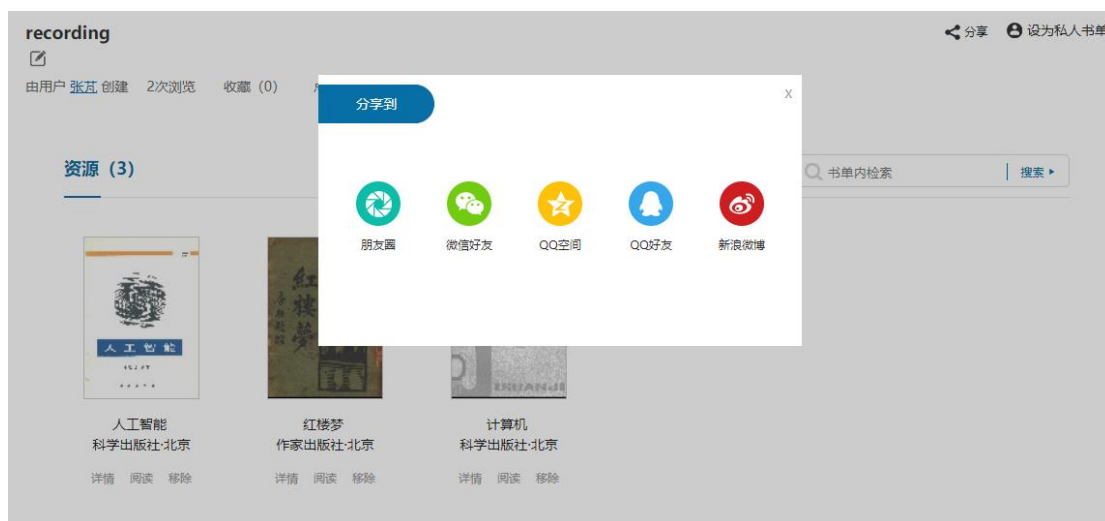 recording
分享 设为私人书单
由用户 张芃 创建 2次浏览 收藏（0）
分享到 x
资源（3）
书单内检索 搜索
朋友圈 微信好友 QQ空间 QQ好友 新浪微博
红楼梦
人工智能
人工智能 红楼梦 计算机
科学出版社·北京 作家出版社·北京 科学出版社·北京
详情 阅读 移除 详情 阅读 移除 详情 阅读 移除